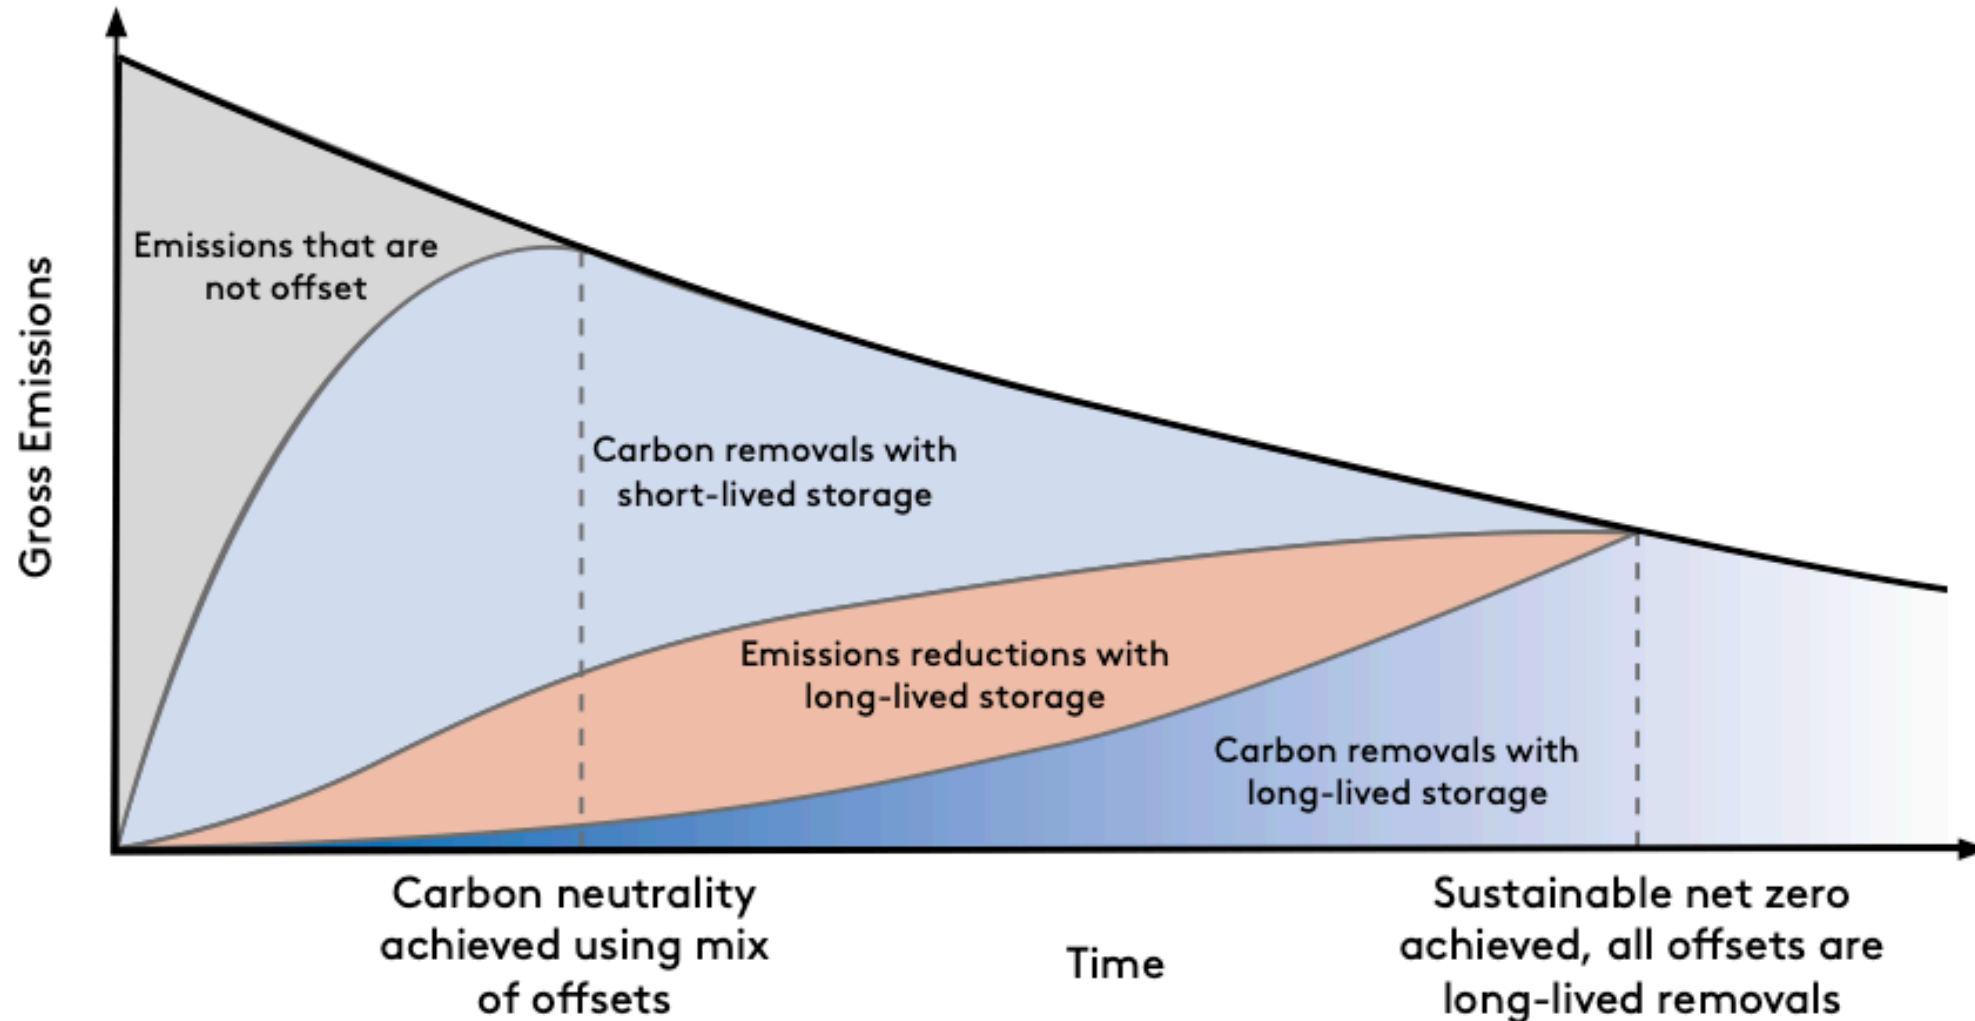 Gross Emissions
Emissions that are
not offset
Carbon removals with
short-lived storage
Emissions reductions with
long-lived storage
Carbon removals with
long-lived storage
Carbon neutrality
achieved using mix
of offsets
Time
Sustainable net zero
achieved, all offsets are
long-lived removals